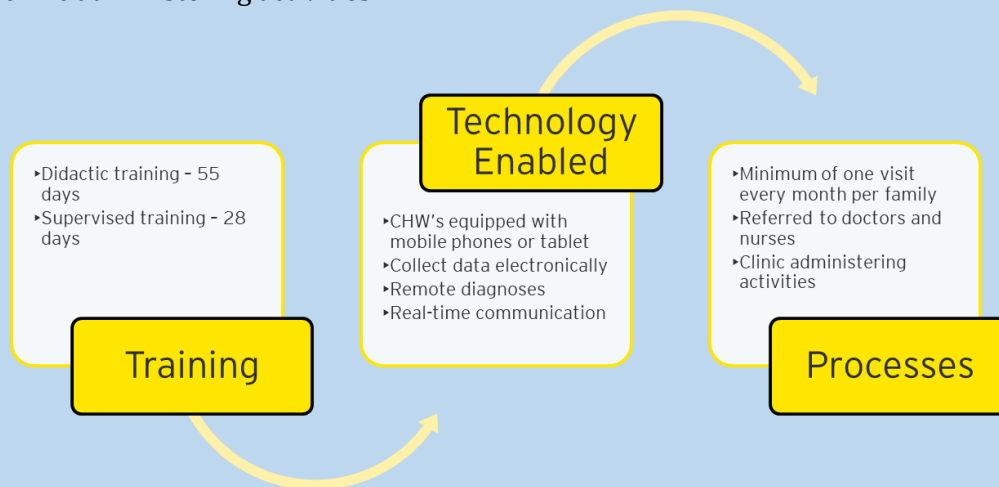 ▸Didactic training – 55
days
▸Supervised training – 28
days
Training
Technology
Enabled
▸CHW's equipped with
mobile phones or tablet
▸Collect data electronically
▸Remote diagnoses
▸Real-time communication
▸Minimum of one visit
every month per family
▸Referred to doctors and
nurses
▸Clinic administering
activities
Processes